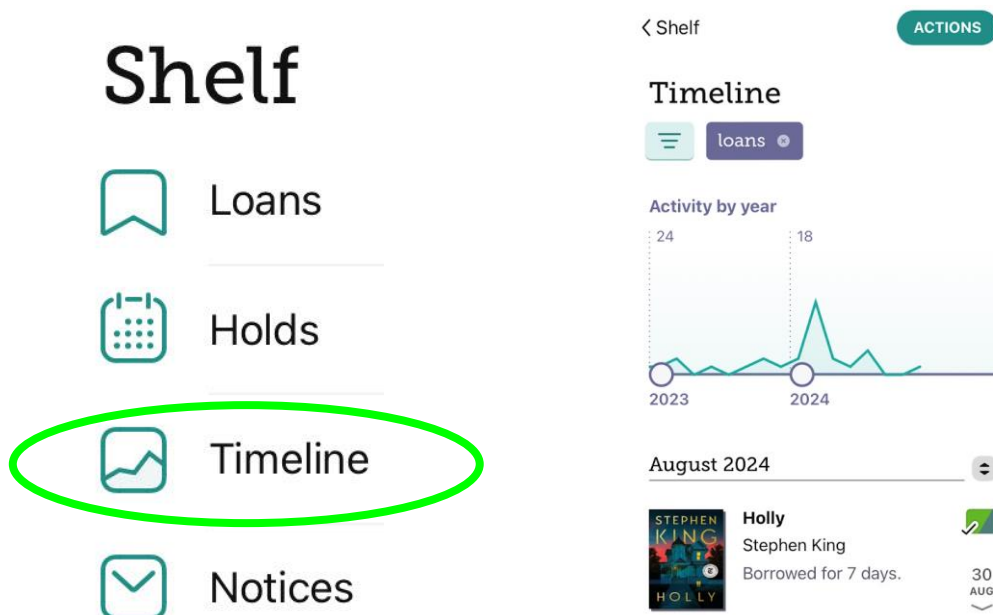 Shelf
Loans
Holds
Timeline
Notices
Shelf
ACTIONS
Timeline
loans
Activity by year
24
18
2023
2024
August 2024
STEPHEN
KING
HOLLY
Holly
Stephen King
Borrowed for 7 days.
30
AUG